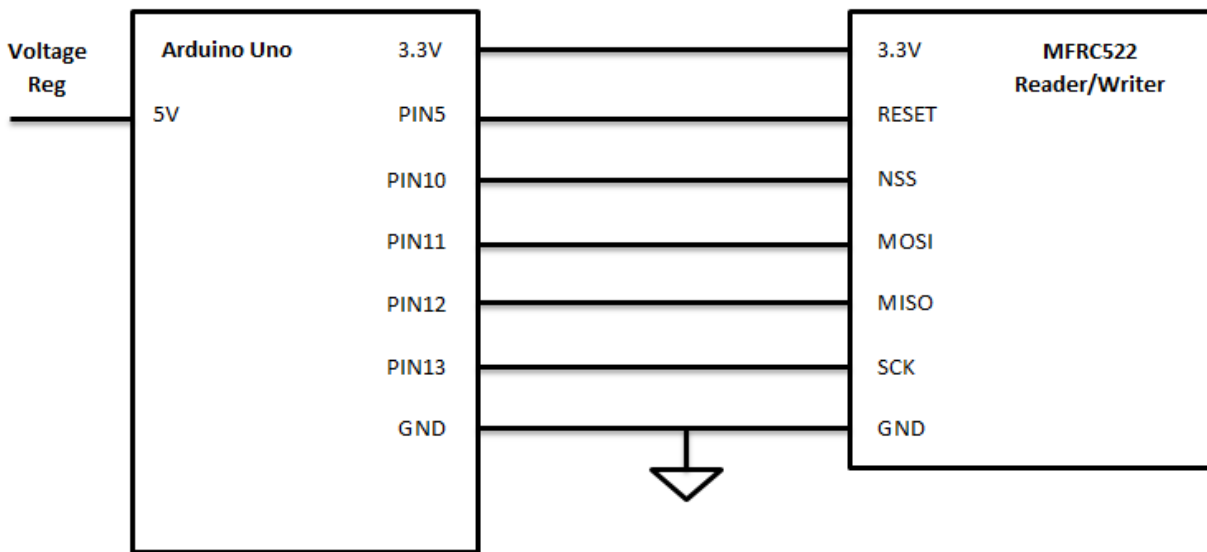 Voltage
Reg
Arduino Uno
5V
3.3V
PIN5
PIN10
PIN11
PIN12
PIN13
GND
3.3V
RESET
NSS
MOSI
MISO
SCK
GND
MFRC522
Reader/Writer